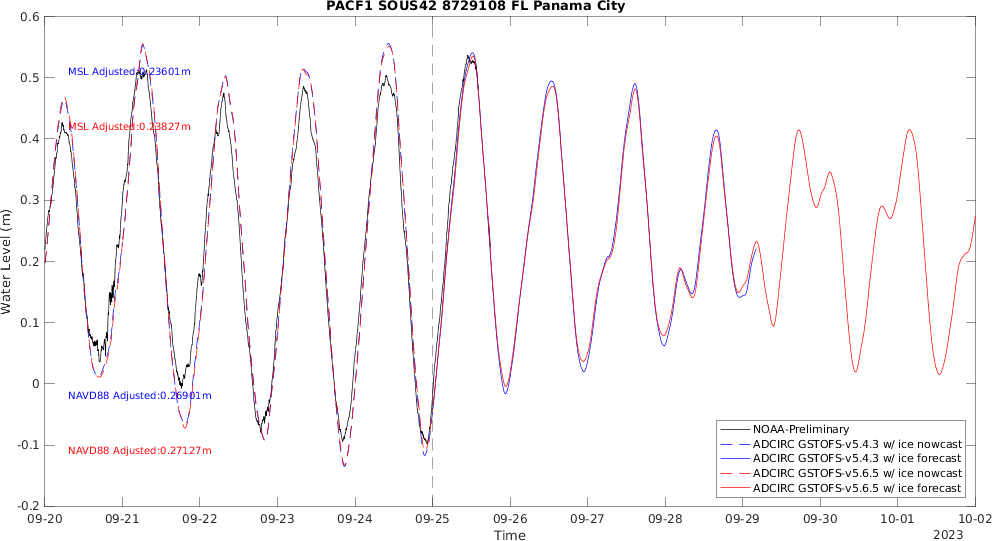 PACF1 SOUS42 8729108 FL Panama City
0.6
0.5
0.4
0.3
0.2
0.1
0
-0.1
-0.2
Water Level (m)
MSL Adjusted:0.23601m
MSL Adjusted:0.23827m
NAVD88 Adjusted:0.26901m
NAVD88 Adjusted:0.27127m
NOAA-Preliminary
ADCIRC GSTOFS-v5.4.3 w/ ice nowcast
ADCIRC GSTOFS-v5.4.3 w/ ice forecast
ADCIRC GSTOFS-v5.6.5 w/ ice nowcast
ADCIRC GSTOFS-v5.6.5 w/ ice forecast
09-20 09-21 09-22 09-23 09-24 09-25 09-26 09-27 09-28 09-29 09-30 10-01 10-02
Time
2023